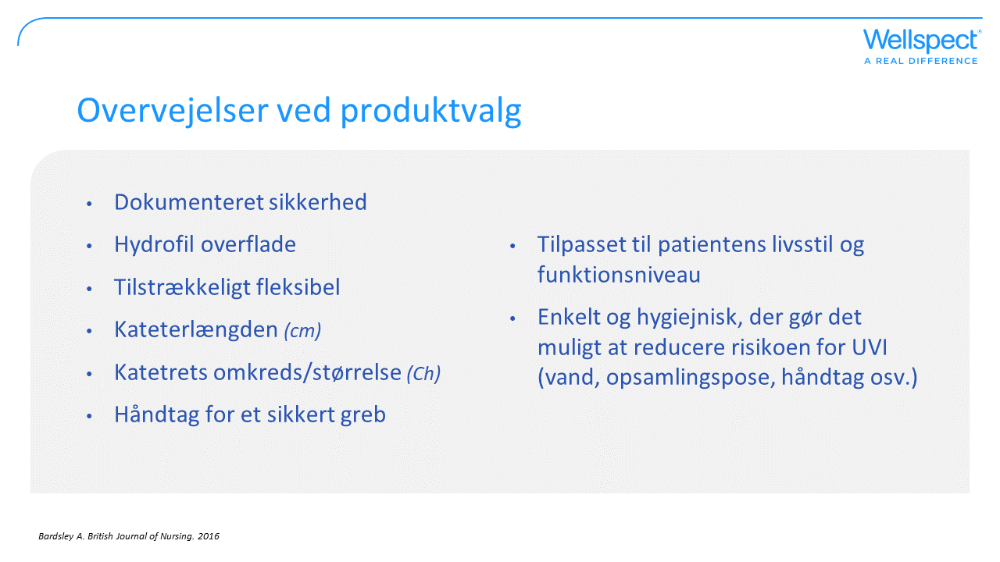 Wellspect®
A REAL DIFFERENCE
Overvejelser ved produktvalg
• Dokumenteret sikkerhed
• Hydrofil overflade
• Tilstrækkeligt fleksibel
• Kateterlængden (cm)
• Katetrets omkreds/størrelse (Ch)
• Håndtag for et sikkert greb
• Tilpasset til patientens livsstil og
funktionsniveau
• Enkelt og hygiejnisk, der gør det
muligt at reducere risikoen for UVI
(vand, opsamlingspose, håndtag osv.)
Bardsley A. British Journal of Nursing. 2016